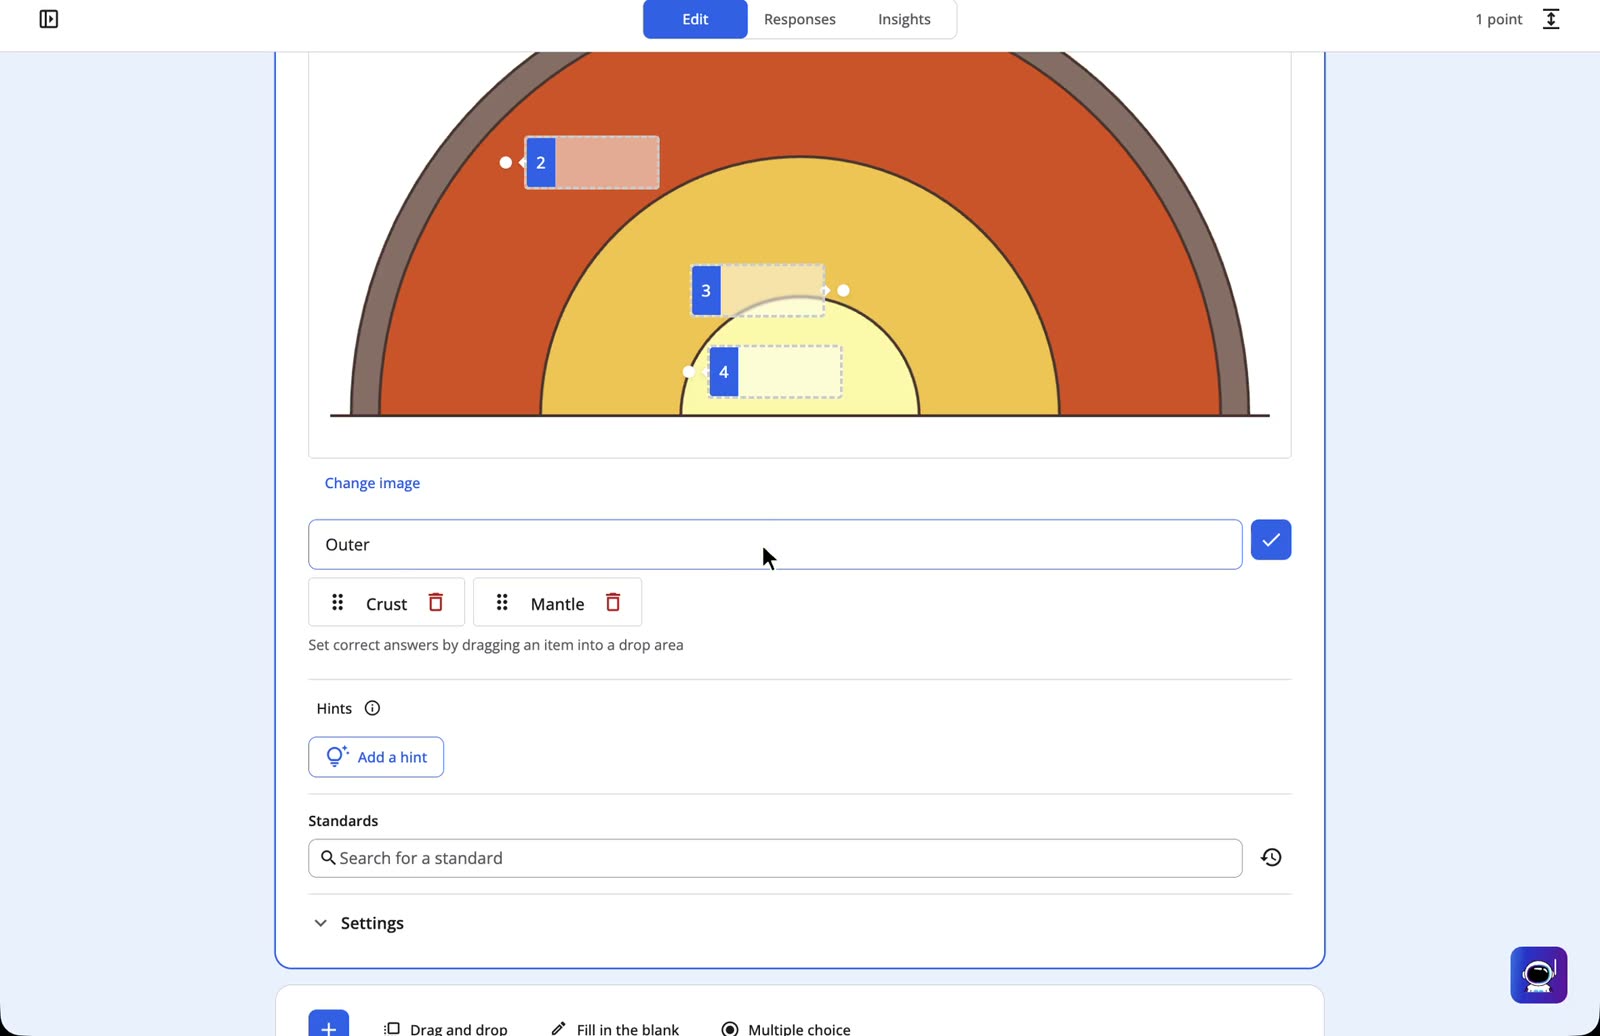 Edit Responses Insights 1 point
2
3
4
Change image
Outer
Crust Mantle
Set correct answers by dragging an item into a drop area
Hints
Add a hint
Standards
Search for a standard
Settings
Drag and drop Fill in the blank Multiple choice